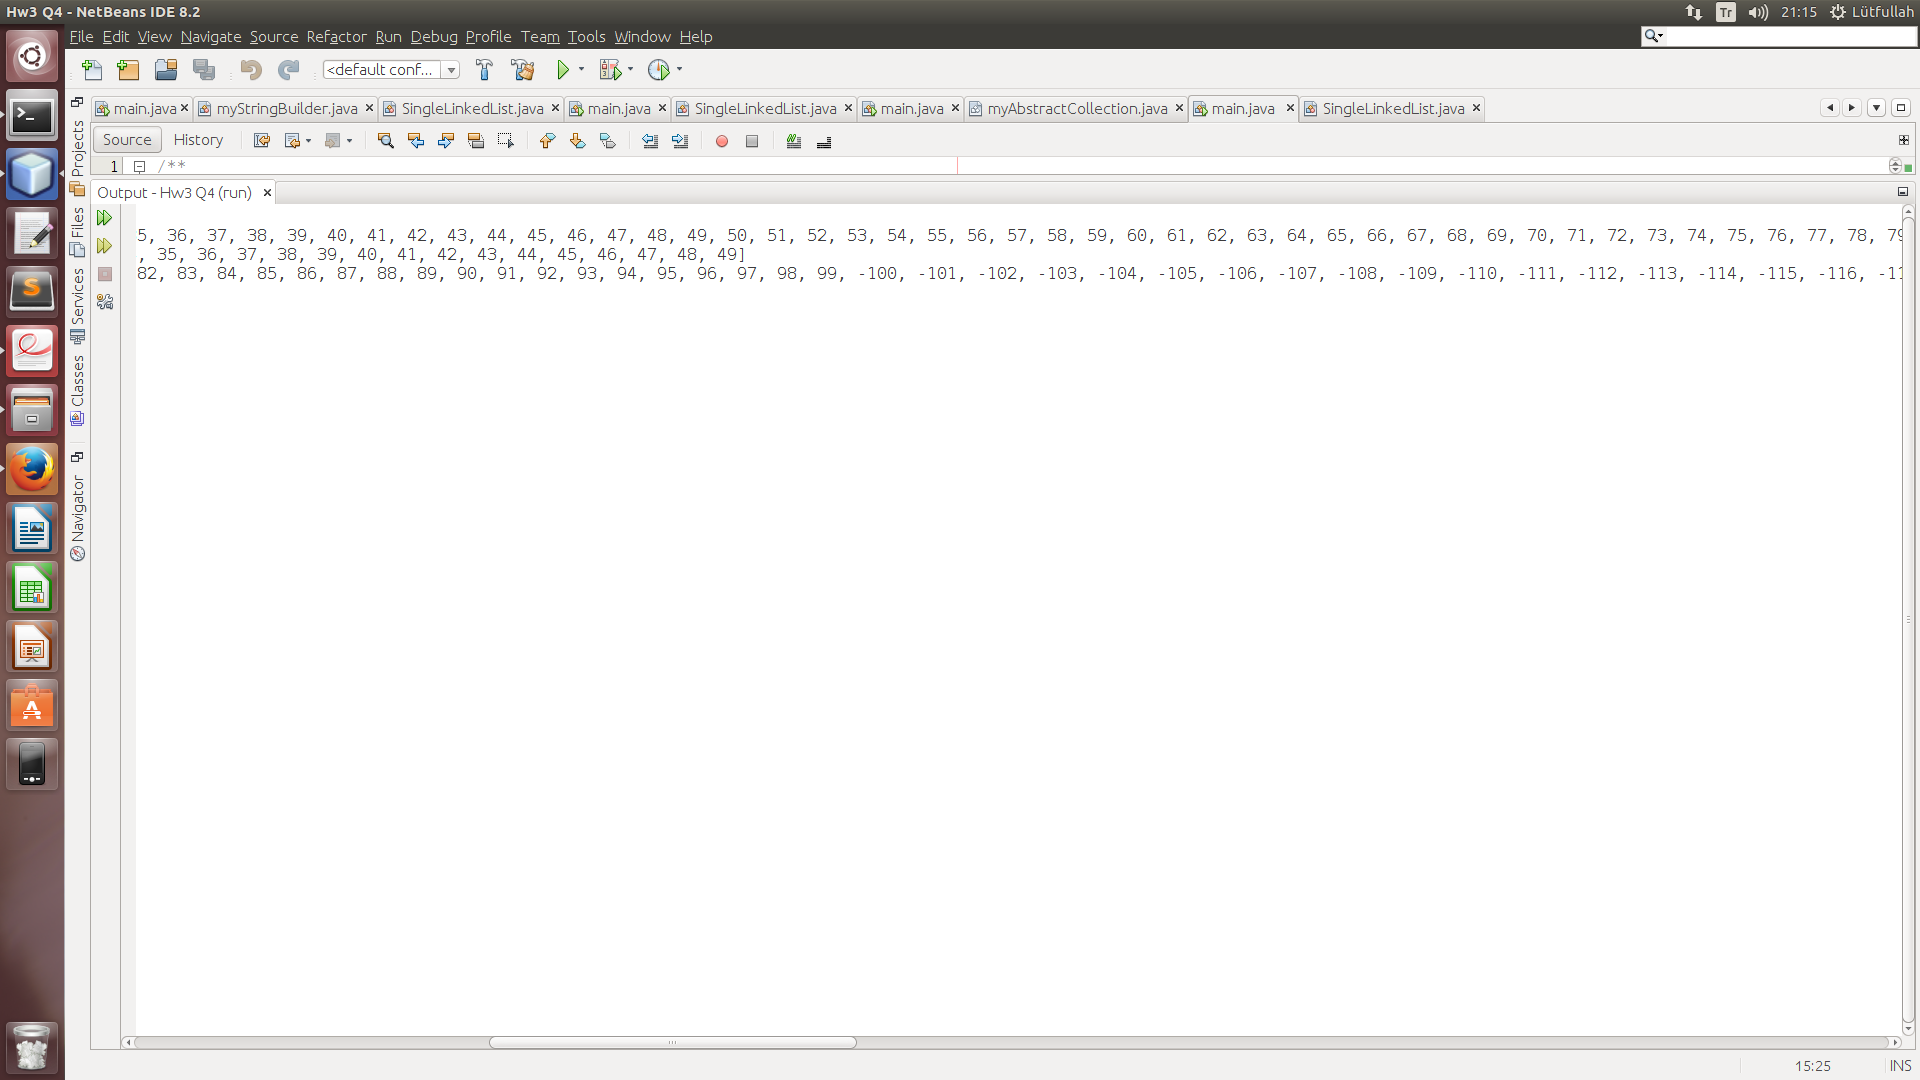 Hw3 Q4 - NetBeans IDE 8.2
Tr 21:15 Lütfullah
File Edit View Navigate Source Refactor Run Debug Profile Team Tools Window Help
<default conf...
main.java myStringBuilder.java SingleLinkedList.java main.java SingleLinkedList.java main.java myAbstractCollection.java main.java SingleLinkedList.java
Source History
1 /**
Output - Hw3 Q4 (run)
5, 36, 37, 38, 39, 40, 41, 42, 43, 44, 45, 46, 47, 48, 49, 50, 51, 52, 53, 54, 55, 56, 57, 58, 59, 60, 61, 62, 63, 64, 65, 66, 67, 68, 69, 70, 71, 72, 73, 74, 75, 76, 77, 78, 79
, 35, 36, 37, 38, 39, 40, 41, 42, 43, 44, 45, 46, 47, 48, 49]
82, 83, 84, 85, 86, 87, 88, 89, 90, 91, 92, 93, 94, 95, 96, 97, 98, 99, -100, -101, -102, -103, -104, -105, -106, -107, -108, -109, -110, -111, -112, -113, -114, -115, -116, -11
Projects
Files
Services
Classes
Navigator
15:25 INS